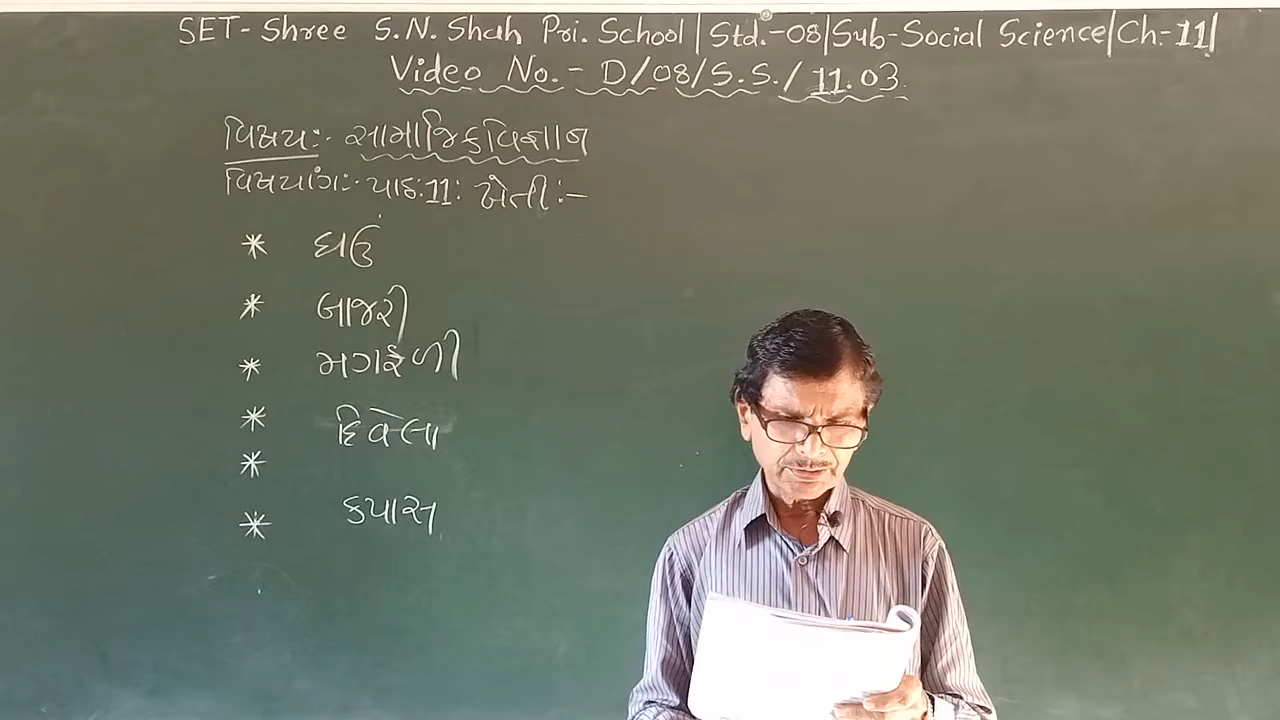 SET- Shree S.N. Shah Pri. School | Std.-08 | Sub-Social Science | Ch.-11 |
Video No. - D/08/S.S./11.03.
વિષય:- સામાજિક વિજ્ઞાન
વિષયાંગ:- પાઠ:11: ખેતી:-
* ઘઉં
* બાજરી
* મગફળી
* દિવેલા
*
* કપાસ